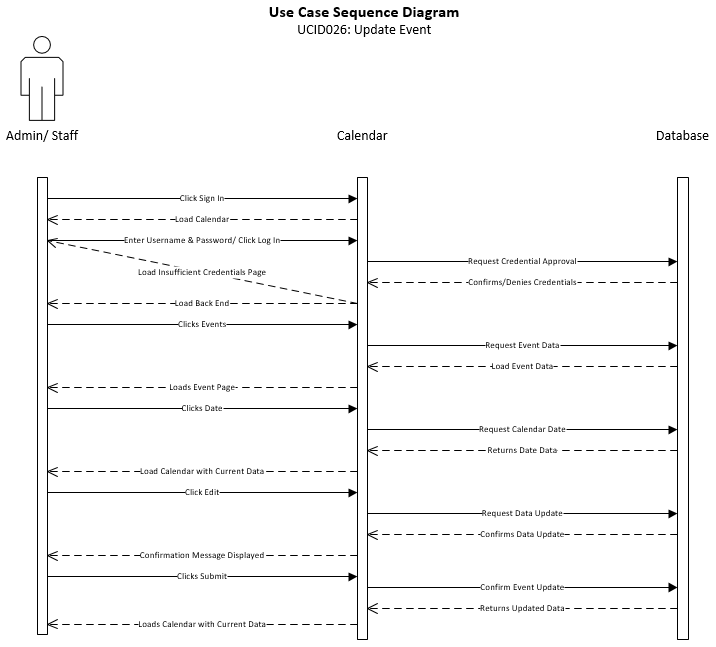 Use Case Sequence Diagram
UCID026: Update Event
Admin/ Staff
Calendar
Database
Click Sign In
Load Calendar
Enter Username & Password/ Click Log In
Request Credential Approval
Load Insufficient Credentials Page
Confirms/Denies Credentials
Load Back End
Clicks Events
Request Event Data
Load Event Data
Loads Event Page
Clicks Date
Request Calendar Date
Returns Date Data
Load Calendar with Current Data
Click Edit
Request Data Update
Confirms Data Update
Confirmation Message Displayed
Clicks Submit
Confirm Event Update
Returns Updated Data
Loads Calendar with Current Data